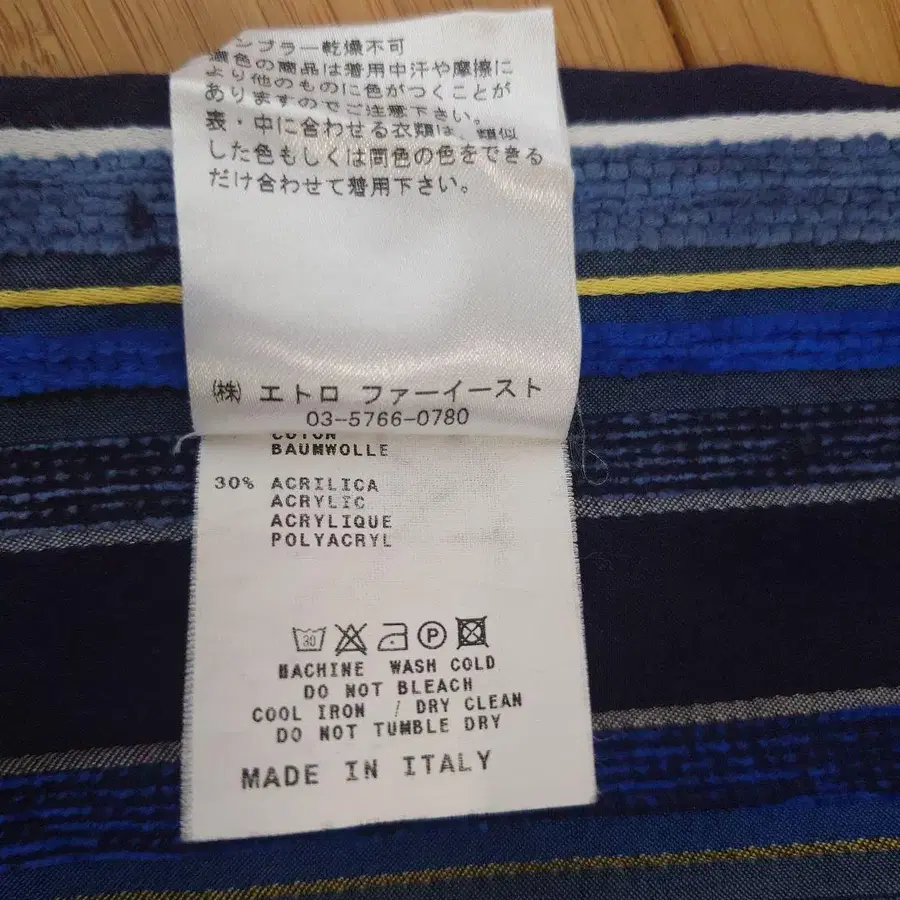 ンブラー乾燥不可
濃色の商品は着用中汗や摩擦に
より他のものに色がつくことが
ありますのでご注意下さい。
表・中に合わせる衣類は、類似
した色もしくは同色の色をできる
だけ合わせて着用下さい。
㈱ エトロ ファーイースト
03-5766-0780
COTON
BAUMWOLLE
30% ACRILICA
ACRYLIC
ACRYLIQUE
POLYACRYL
30
P
MACHINE WASH COLD
DO NOT BLEACH
COOL IRON / DRY CLEAN
DO NOT TUMBLE DRY
MADE IN ITALY